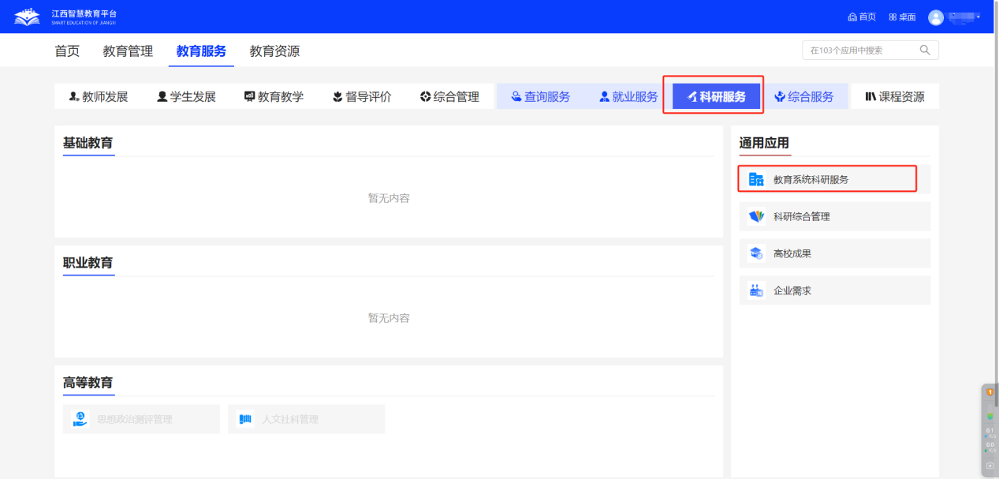 江西智慧教育平台
SMART EDUCATION OF JIANGXI
首页 桌面
首页 教育管理 教育服务 教育资源
在103个应用中搜索
教师发展 学生发展 教育教学 督导评价 综合管理 查询服务 就业服务 科研服务 综合服务 课程资源
基础教育
暂无内容
职业教育
暂无内容
高等教育
思想政治测评管理 人文社科管理
通用应用
教育系统科研服务
科研综合管理
高校成果
企业需求
1
0.1
K/s
0.0
K/s